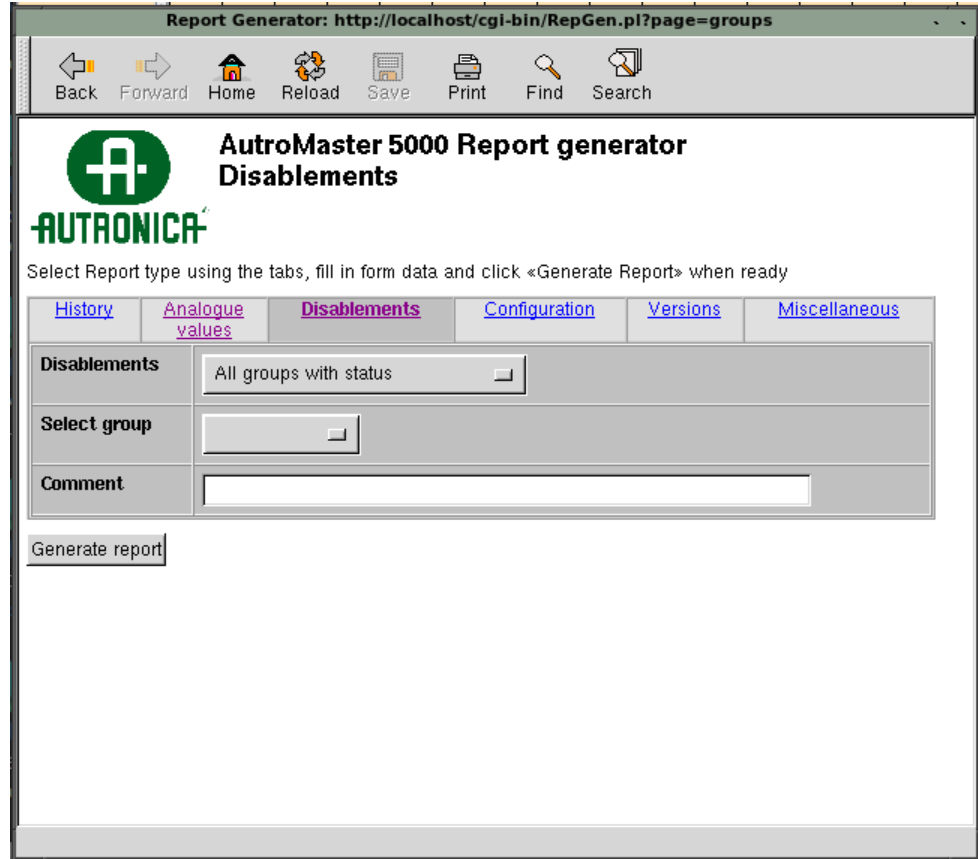 Report Generator: http://localhost/cgi-bin/RepGen.pl?page=groups
Back Forward Home Reload Save Print Find Search
AutroMaster 5000 Report generator
Disablements
AUTRONICA
Select Report type using the tabs, fill in form data and click «Generate Report» when ready
History Analogue values Disablements Configuration Versions Miscellaneous
Disablements All groups with status
Select group
Comment
Generate report